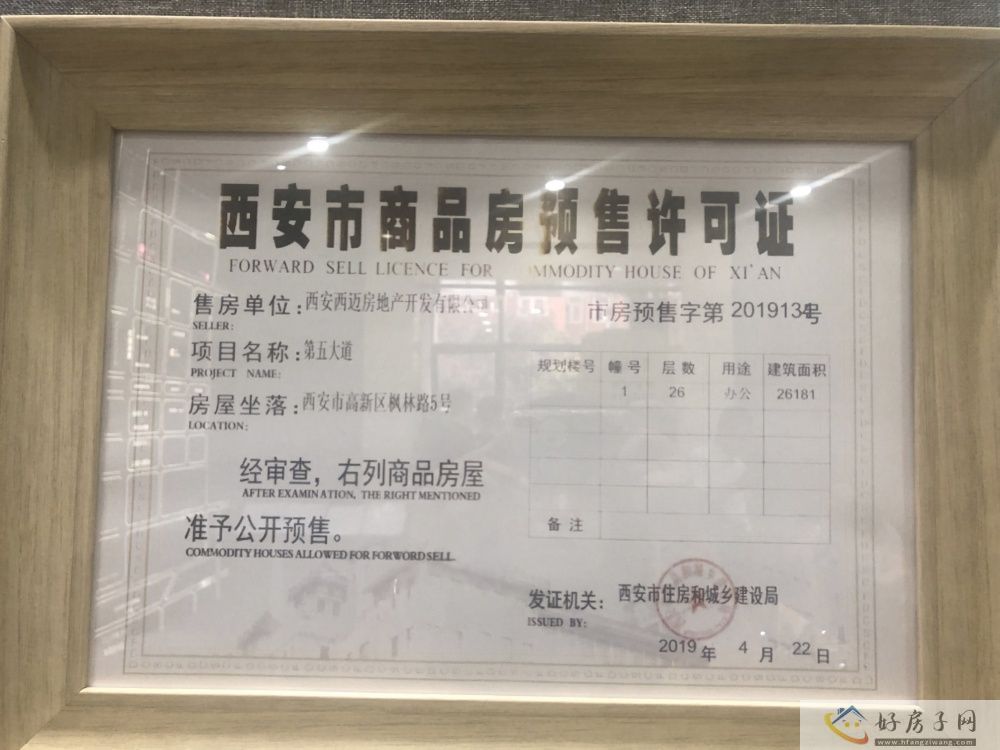 西安市商品房预售许可证
FORWARD SELL LICENCE FOR MMODITY HOUSE OF XI'AN
售房单位：西安西迈房地产开发有限公司
SELLER:
市房预售字第 2019134号
项目名称：第五大道
PROJECT NAME:
房屋坐落：西安市高新区枫林路5号
LOCATION:
规划楼号 幢号 层数 用途 建筑面积
1 26 办公 26181
备注
经审查，右列商品房屋
AFTER EXAMINATION, THE RIGHT MENTIONED
准予公开预售。
COMMODITY HOUSES ALLOWED FOR FORWORD SELL.
发证机关：西安市住房和城乡建设局
ISSUED BY:
2019 年 4 月 22 日
好房子网
www.hfangziwang.com